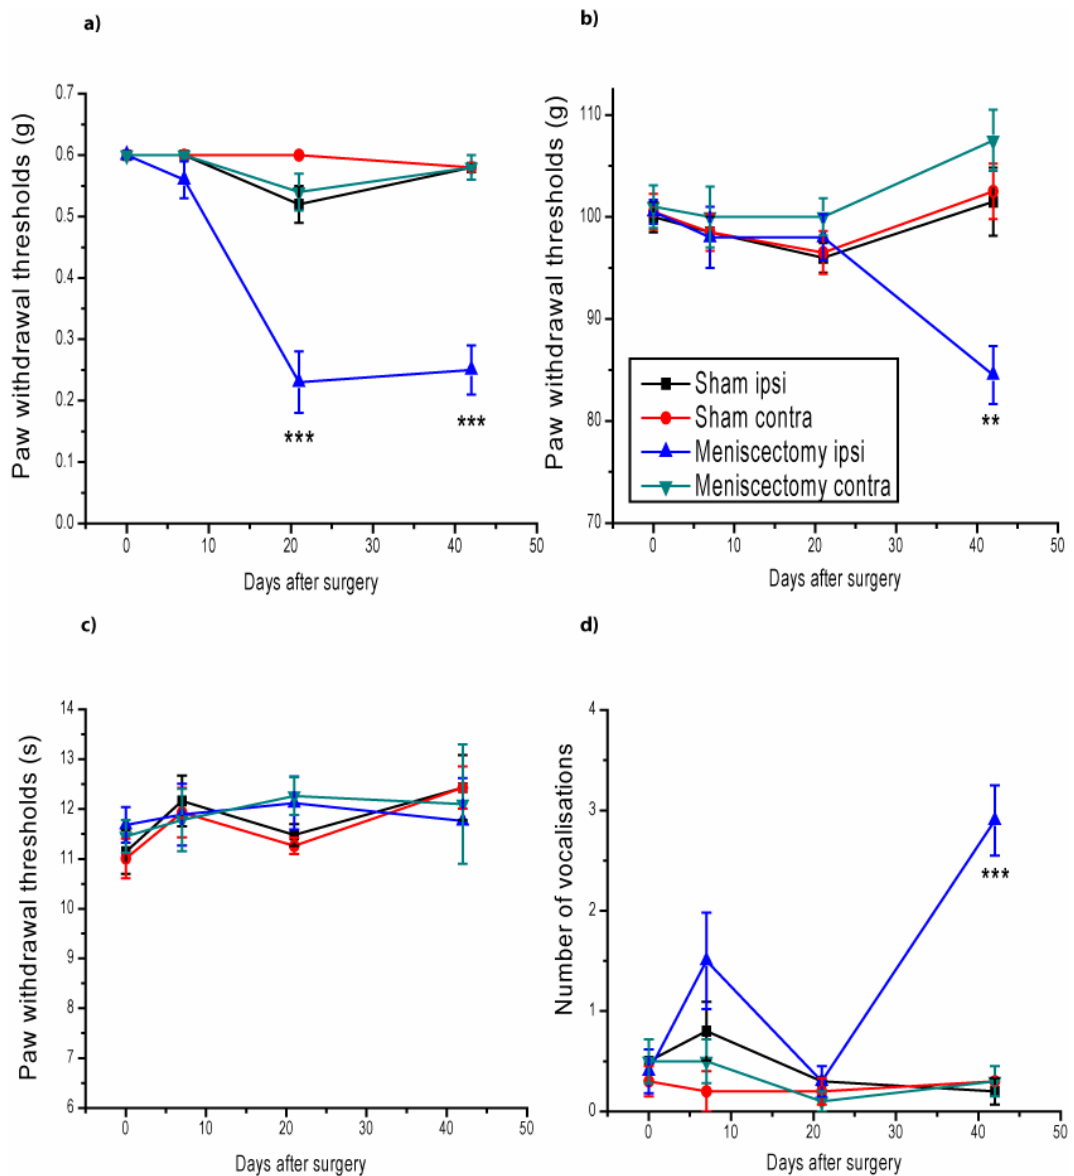 a)
Paw withdrawal thresholds (g)
0.7
0.6
0.5
0.4
0.3
0.2
0.1
0.0
***
***
0 10 20 30 40 50
Days after surgery
b)
Paw withdrawal thresholds (g)
110
100
90
80
70
**
Sham ipsi
Sham contra
Meniscectomy ipsi
Meniscectomy contra
0 10 20 30 40 50
Days after surgery
c)
Paw withdrawal thresholds (s)
14
13
12
11
10
9
8
7
6
0 10 20 30 40 50
Days after surgery
d)
Number of vocalisations
4
3
2
1
0
***
0 10 20 30 40 50
Days after surgery